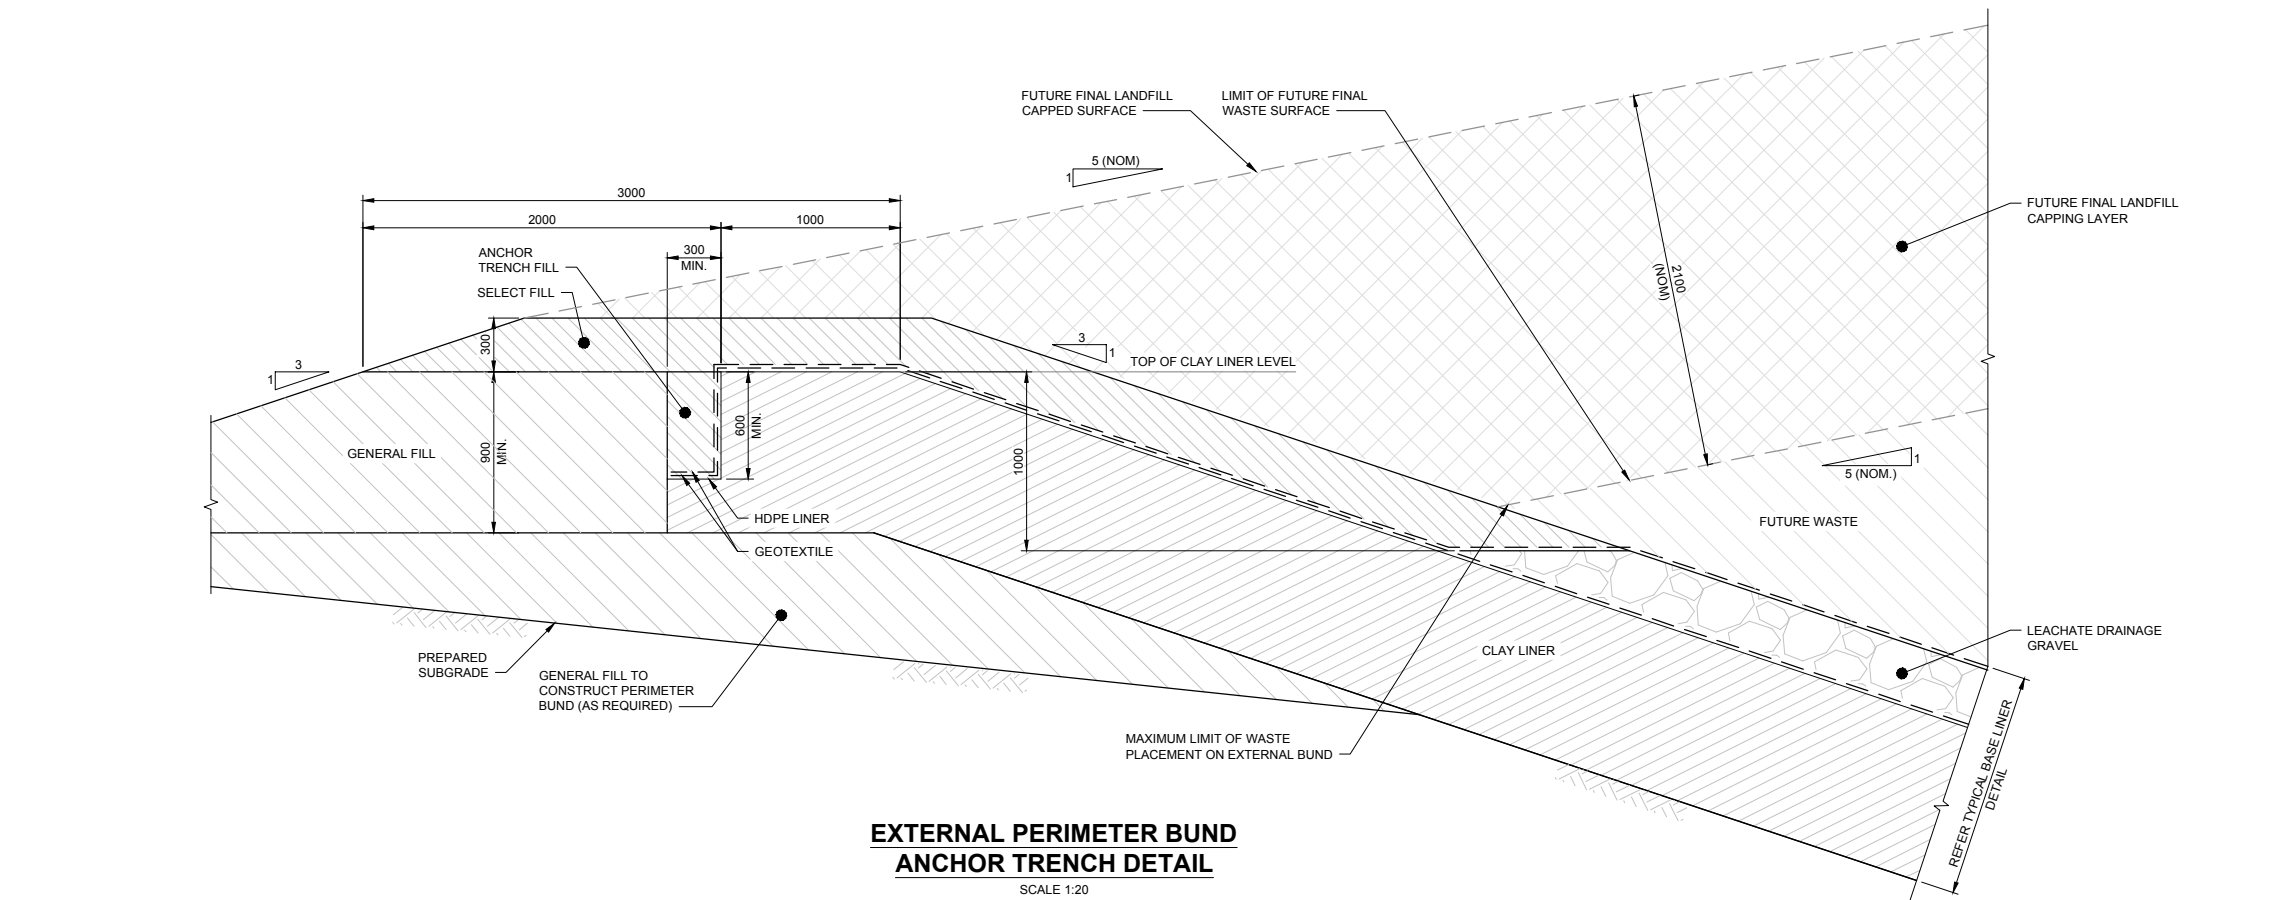 FUTURE FINAL LANDFILL
CAPPED SURFACE
LIMIT OF FUTURE FINAL
WASTE SURFACE
5 (NOM)
1
3000
2000
1000
300
MIN.
FUTURE FINAL LANDFILL
CAPPING LAYER
ANCHOR
TRENCH FILL
SELECT FILL
2100
(NOM)
300
3
1
3
1
TOP OF CLAY LINER LEVEL
GENERAL FILL
900
MIN.
600
MIN.
1000
1
5 (NOM.)
HDPE LINER
GEOTEXTILE
FUTURE WASTE
PREPARED
SUBGRADE
GENERAL FILL TO
CONSTRUCT PERIMETER
BUND (AS REQUIRED)
CLAY LINER
LEACHATE DRAINAGE
GRAVEL
MAXIMUM LIMIT OF WASTE
PLACEMENT ON EXTERNAL BUND
REFER TYPICAL BASE LINER
DETAIL
EXTERNAL PERIMETER BUND
ANCHOR TRENCH DETAIL
SCALE 1:20